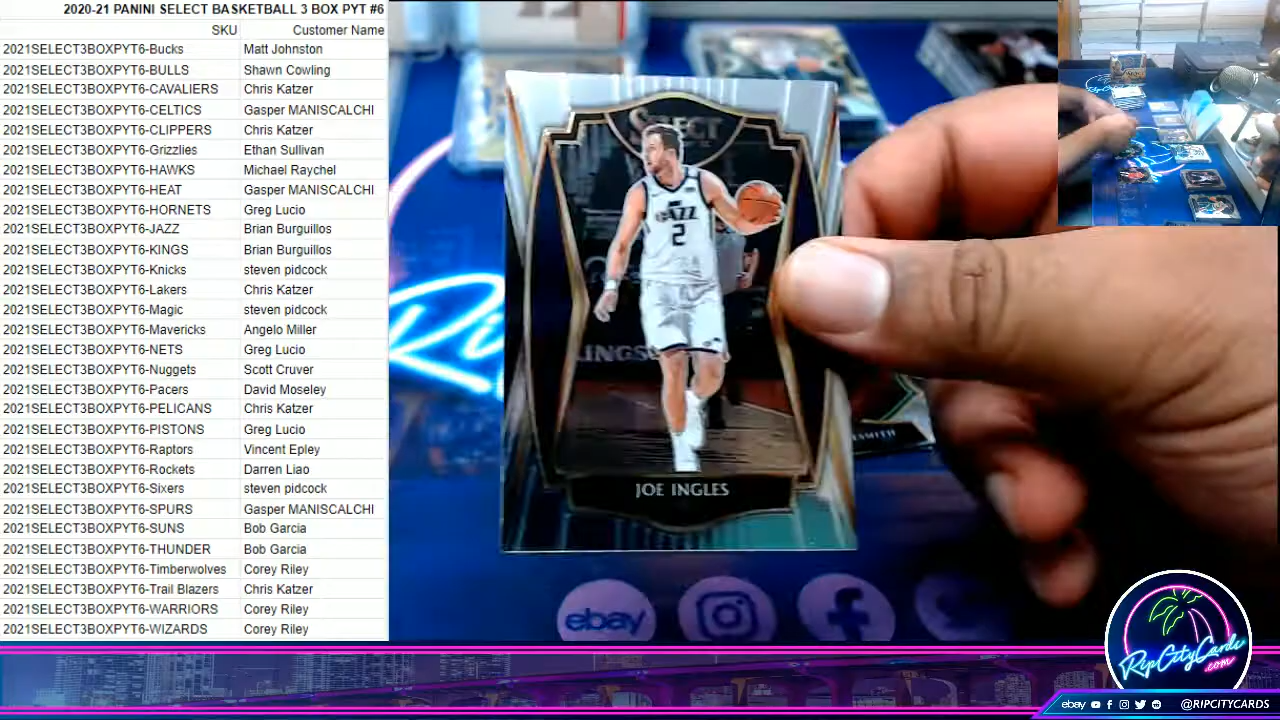 2020-21 PANINI SELECT BASKETBALL 3 BOX PYT #6
SKU Customer Name
2021SELECT3BOXPYT6-Bucks Matt Johnston
2021SELECT3BOXPYT6-BULLS Shawn Cowling
2021SELECT3BOXPYT6-CAVALIERS Chris Katzer
2021SELECT3BOXPYT6-CELTICS Gasper MANISCALCHI
2021SELECT3BOXPYT6-CLIPPERS Chris Katzer
2021SELECT3BOXPYT6-Grizzlies Ethan Sullivan
2021SELECT3BOXPYT6-HAWKS Michael Raychel
2021SELECT3BOXPYT6-HEAT Gasper MANISCALCHI
2021SELECT3BOXPYT6-HORNETS Greg Lucio
2021SELECT3BOXPYT6-JAZZ Brian Burguillos
2021SELECT3BOXPYT6-KINGS Brian Burguillos
2021SELECT3BOXPYT6-Knicks steven pidcock
2021SELECT3BOXPYT6-Lakers Chris Katzer
2021SELECT3BOXPYT6-Magic steven pidcock
2021SELECT3BOXPYT6-Mavericks Angelo Miller
2021SELECT3BOXPYT6-NETS Greg Lucio
2021SELECT3BOXPYT6-Nuggets Scott Cruver
2021SELECT3BOXPYT6-Pacers David Moseley
2021SELECT3BOXPYT6-PELICANS Chris Katzer
2021SELECT3BOXPYT6-PISTONS Greg Lucio
2021SELECT3BOXPYT6-Raptors Vincent Epley
2021SELECT3BOXPYT6-Rockets Darren Liao
2021SELECT3BOXPYT6-Sixers steven pidcock
2021SELECT3BOXPYT6-SPURS Gasper MANISCALCHI
2021SELECT3BOXPYT6-SUNS Bob Garcia
2021SELECT3BOXPYT6-THUNDER Bob Garcia
2021SELECT3BOXPYT6-Timberwolves Corey Riley
2021SELECT3BOXPYT6-Trail Blazers Chris Katzer
2021SELECT3BOXPYT6-WARRIORS Corey Riley
2021SELECT3BOXPYT6-WIZARDS Corey Riley
SELECT
JAZZ
2
KINGS
JOE INGLES
SMITH
ebay
RipCityCards
.com
ebay @RIPCITYCARDS